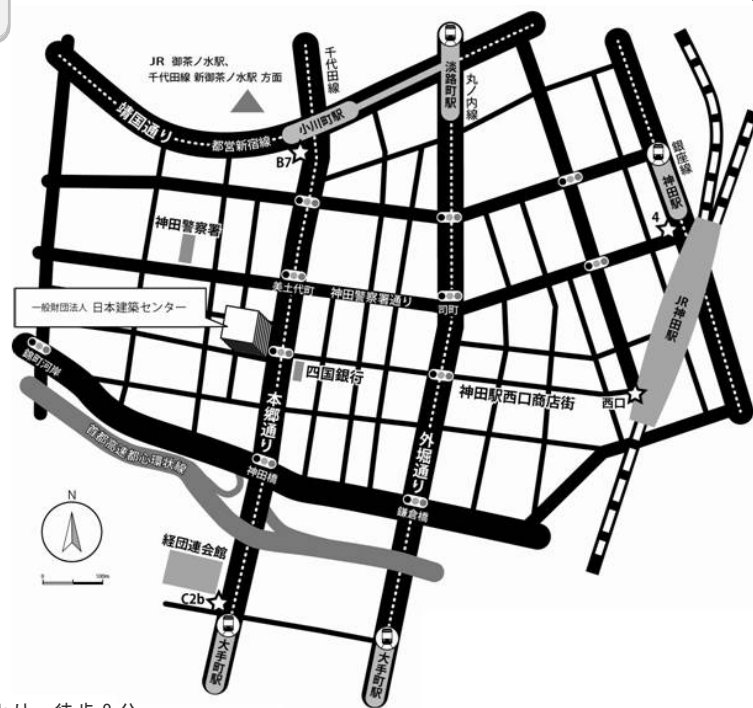 JR 御茶ノ水駅、
千代田線 新御茶ノ水駅 方面
千代田線
淡路町駅
丸ノ内線
靖国通り
都営新宿線
小川町駅
B7
銀座線
神田駅
4
神田警察署
美土代町
神田警察署通り
司町
JR神田駅
一般財団法人 日本建築センター
錦町河岸
四国銀行
神田駅西口商店街
西口
本郷通り
外堀通り
首都高速都心環状線
神田橋
鎌倉橋
N
0
100m
経団連会館
C2b
大手町駅
大手町駅